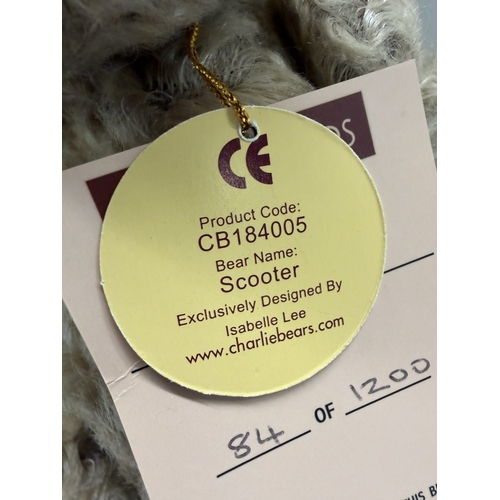 CE
Product Code:
CB184005
Bear Name:
Scooter
Exclusively Designed By
Isabelle Lee
www.charliebears.com
84 OF 1200